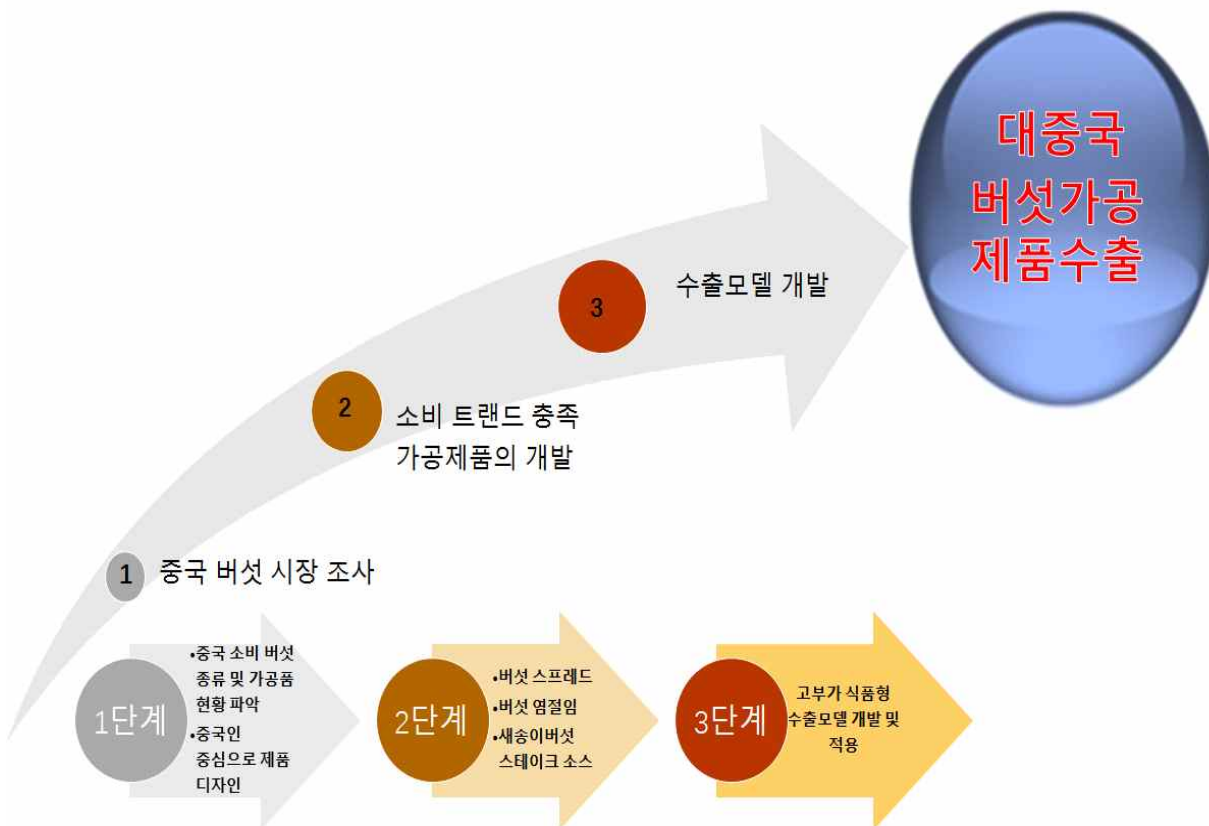 대중국
버섯가공
제품수출
3
수출모델 개발
2
소비 트랜드 충족
가공제품의 개발
1
중국 버섯 시장 조사
1단계
•중국 소비 버섯
종류 및 가공품
현황 파악
•중국인
중심으로 제품
디자인
2단계
•버섯 스프레드
•버섯 염절임
•새송이버섯
스테이크 소스
3단계
고부가 식품형
수출모델 개발 및
적용